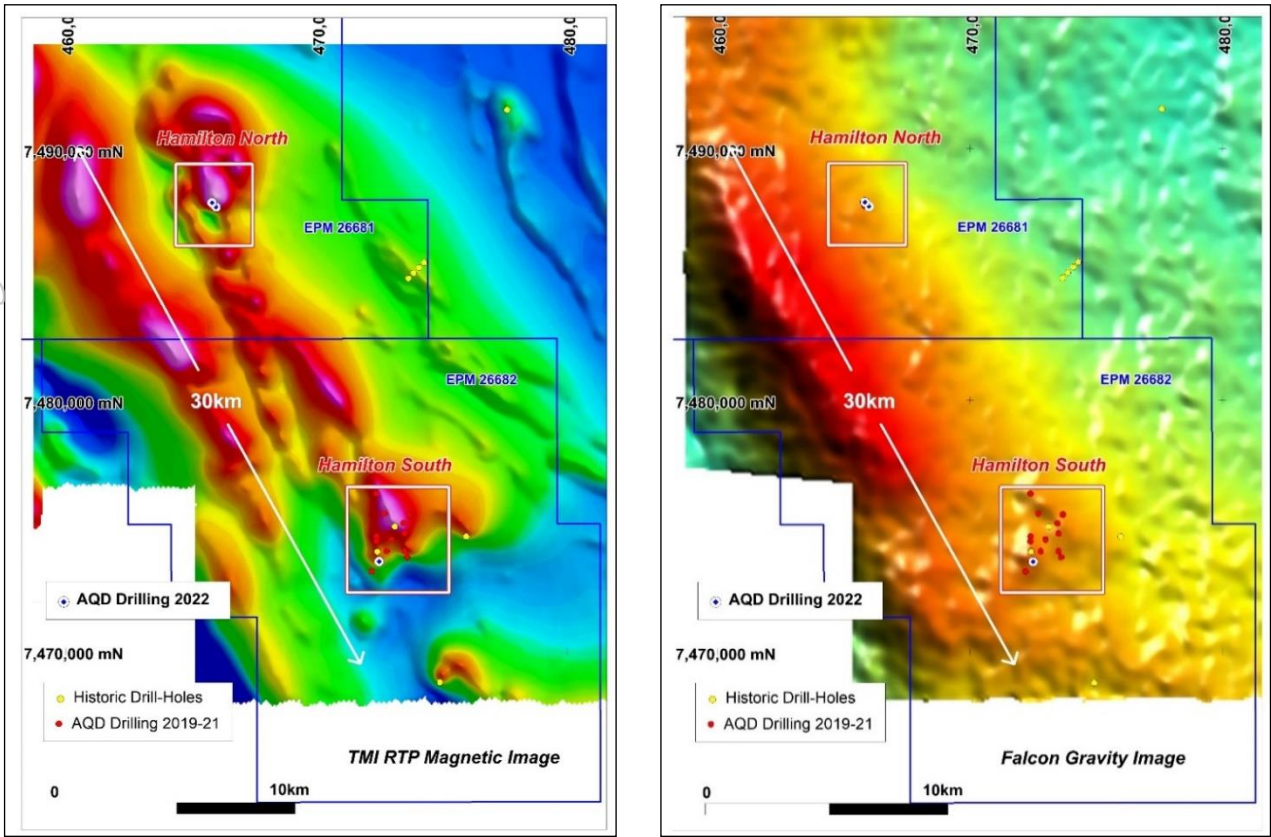 460,0
470,0
480,0
Hamilton North
7,490,000 mN
EPM 26681
EPM 26682
30km
7,480,000 mN
Hamilton South
AQD Drilling 2022
7,470,000 mN
Historic Drill-Holes
AQD Drilling 2019-21
TMI RTP Magnetic Image
0
10km
460,0
470,0
480,0
Hamilton North
7,490,000 mN
EPM 26681
EPM 26682
30km
7,480,000 mN
Hamilton South
AQD Drilling 2022
7,470,000 mN
Historic Drill-Holes
AQD Drilling 2019-21
Falcon Gravity Image
0
10km